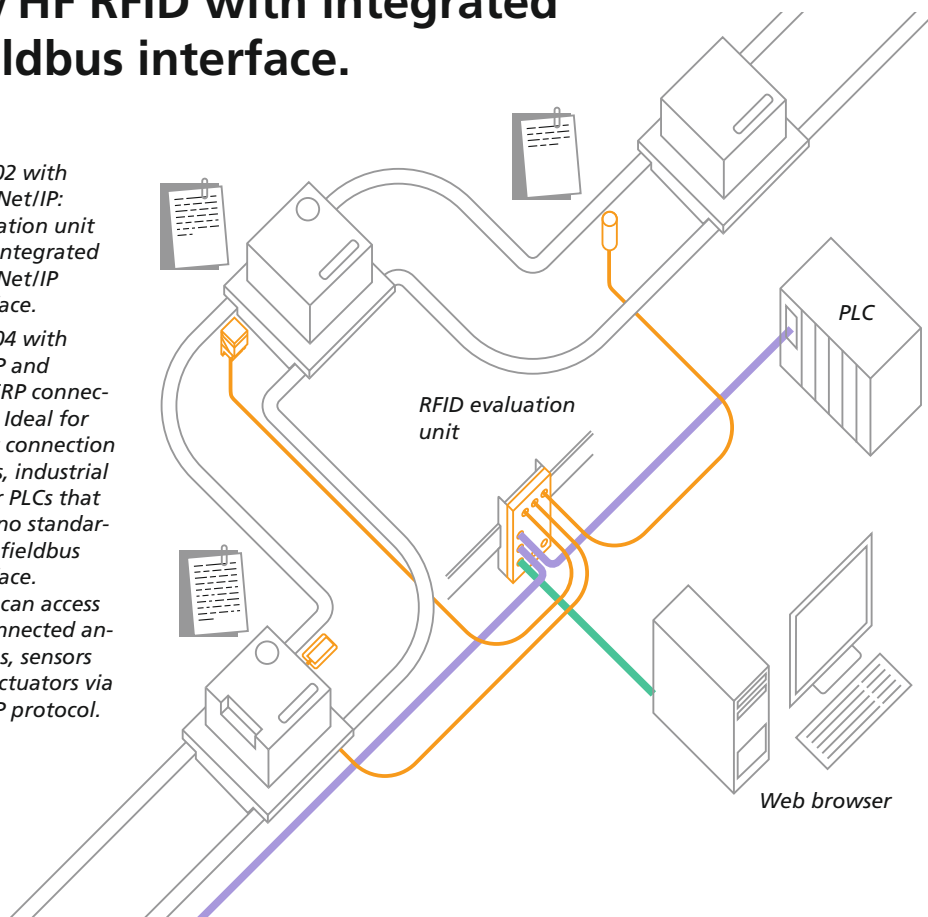 HF RFID with integrated
ldbus interface.
02 with
Net/IP:
ation unit
integrated
Net/IP
ace.
04 with
P and
ERP connec-
Ideal for
connection
s, industrial
r PLCs that
no standar-
fieldbus
ace.
can access
nnected an-
s, sensors
ctuators via
P protocol.
PLC
RFID evaluation
unit
Web browser